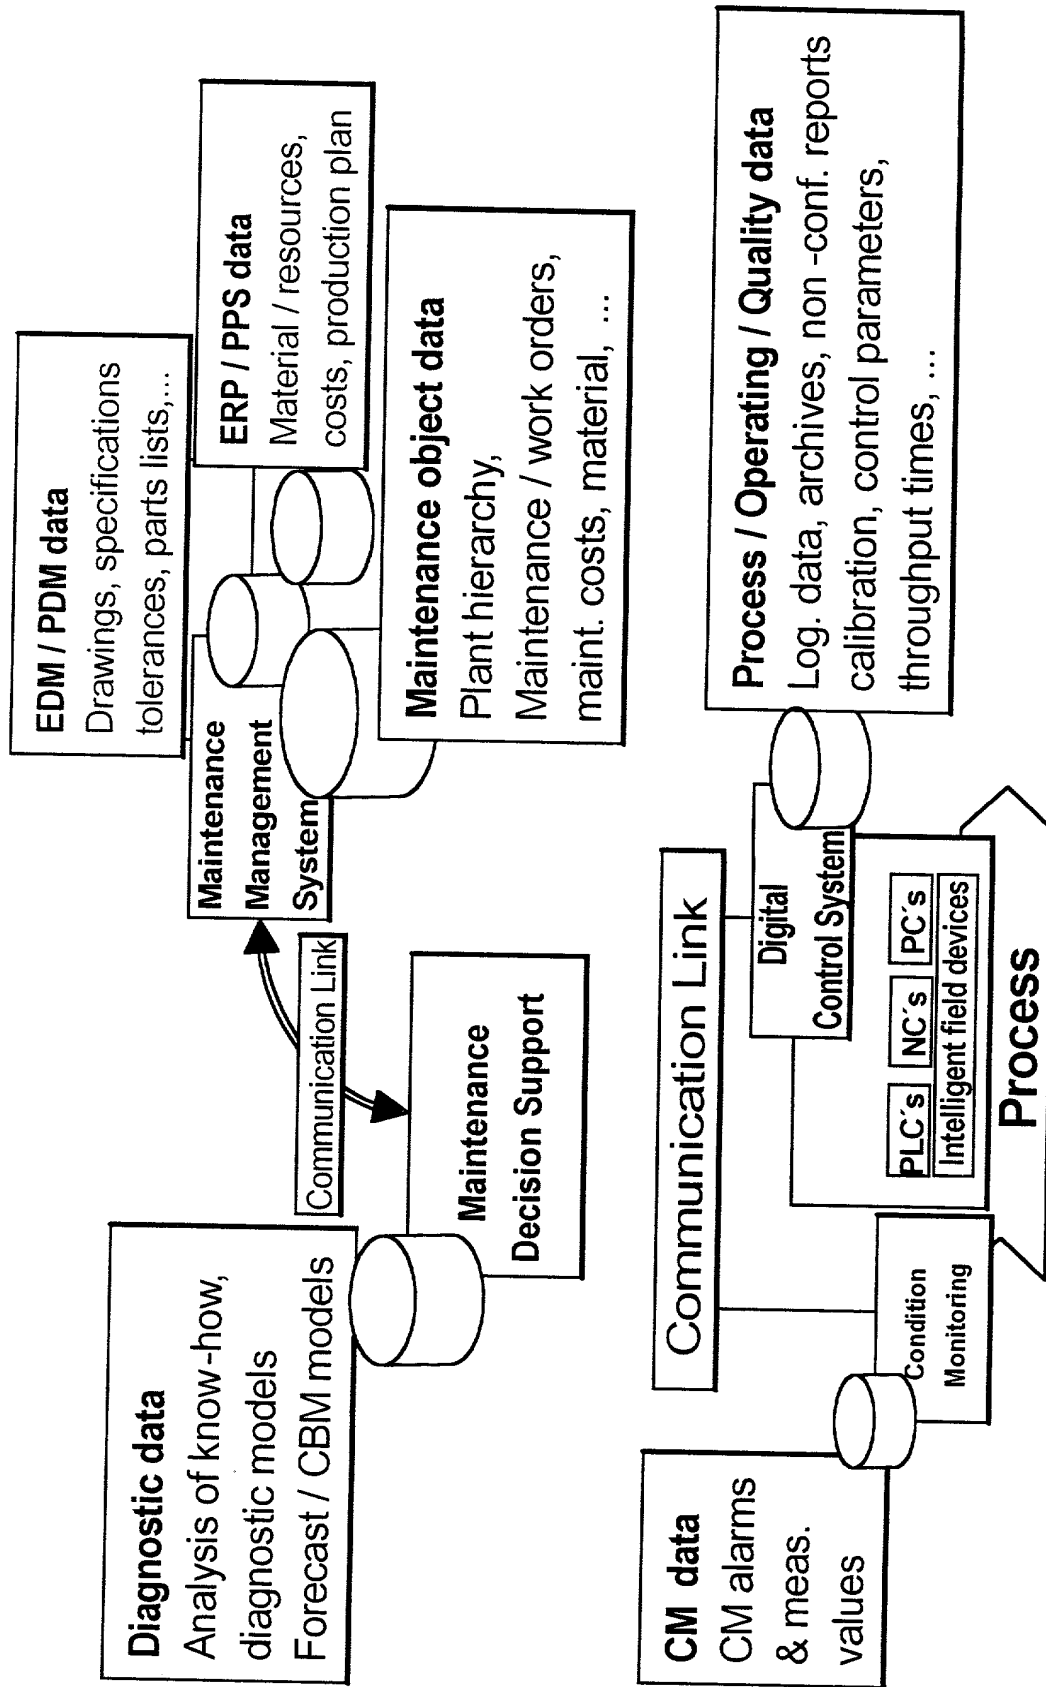 Diagnostic data
Analysis of know-how,
diagnostic models
Forecast / CBM models
Communication Link
Maintenance
Decision Support
EDM / PDM data
Drawings, specifications
tolerances, parts lists,...
ERP / PPS data
Material / resources,
costs, production plan
Maintenance
Management
System
Maintenance object data
Plant hierarchy,
Maintenance / work orders,
maint. costs, material, ...
Communication Link
CM data
CM alarms
& meas.
values
Condition
Monitoring
Digital
Control System
PLC´s
NC´s
PC´s
Intelligent field devices
Process
Process / Operating / Quality data
Log. data, archives, non -conf. reports
calibration, control parameters,
throughput times, ...